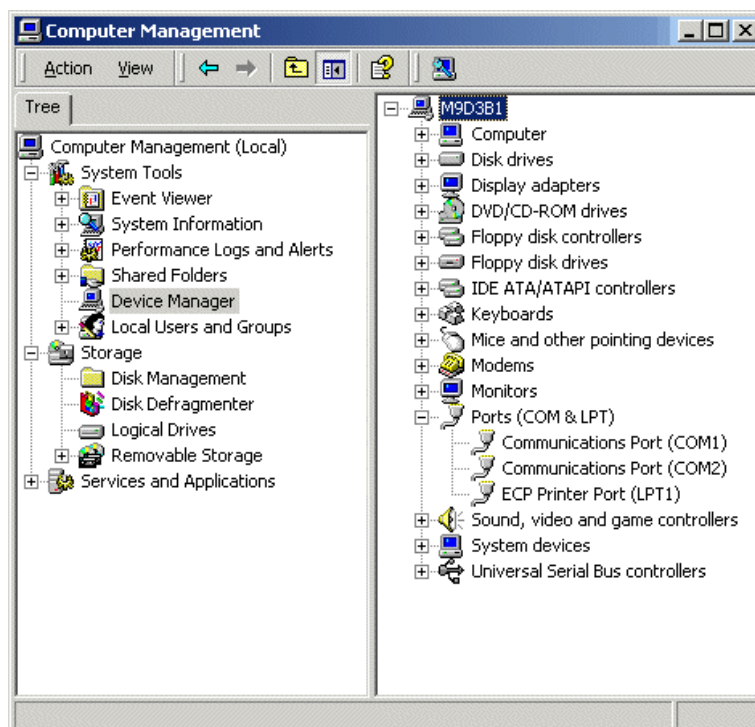 Computer Management
Action View
Tree
Computer Management (Local)
System Tools
Event Viewer
System Information
Performance Logs and Alerts
Shared Folders
Device Manager
Local Users and Groups
Storage
Disk Management
Disk Defragmenter
Logical Drives
Removable Storage
Services and Applications
M9D3B1
Computer
Disk drives
Display adapters
DVD/CD-ROM drives
Floppy disk controllers
Floppy disk drives
IDE ATA/ATAPI controllers
Keyboards
Mice and other pointing devices
Modems
Monitors
Ports (COM & LPT)
Communications Port (COM1)
Communications Port (COM2)
ECP Printer Port (LPT1)
Sound, video and game controllers
System devices
Universal Serial Bus controllers